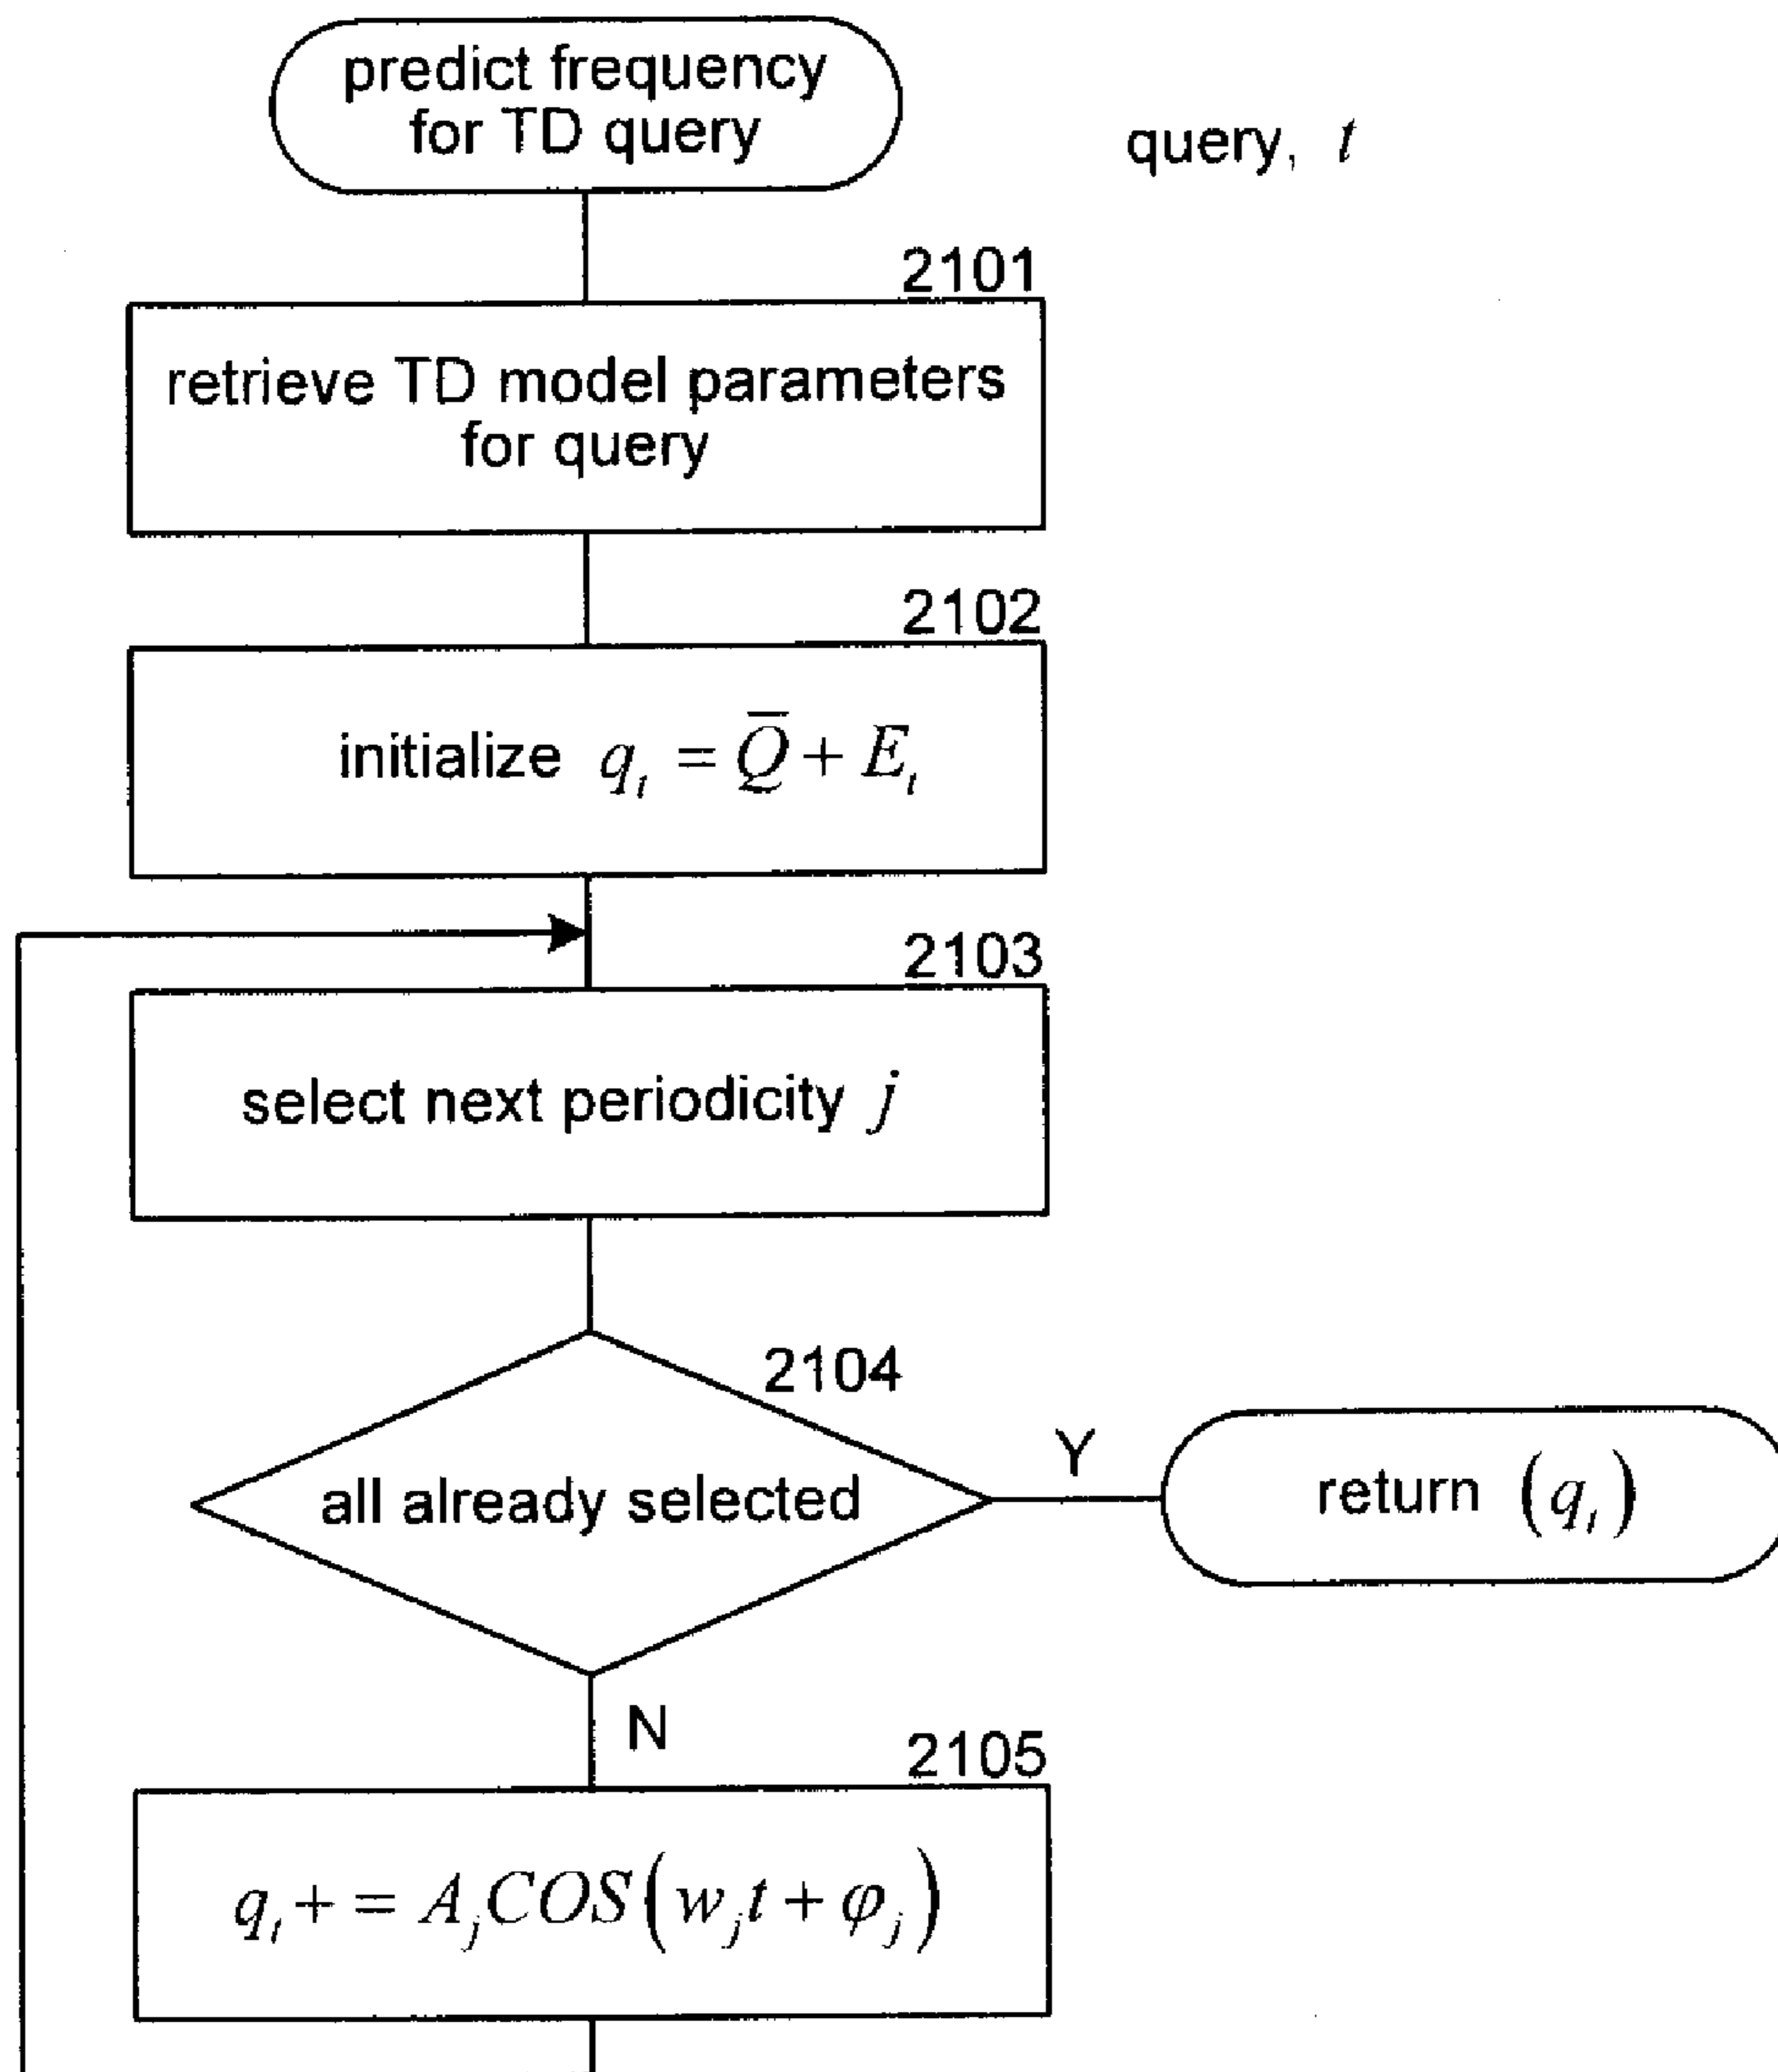 predict frequency
for TD query
query, t
2101
retrieve TD model parameters
for query
2102
initialize q_t = Q̅ + E_t
2103
select next periodicity j
2104
all already selected
Y
return (q_t)
N
2105
q_t + = A_j COS(w_j t + φ_j)